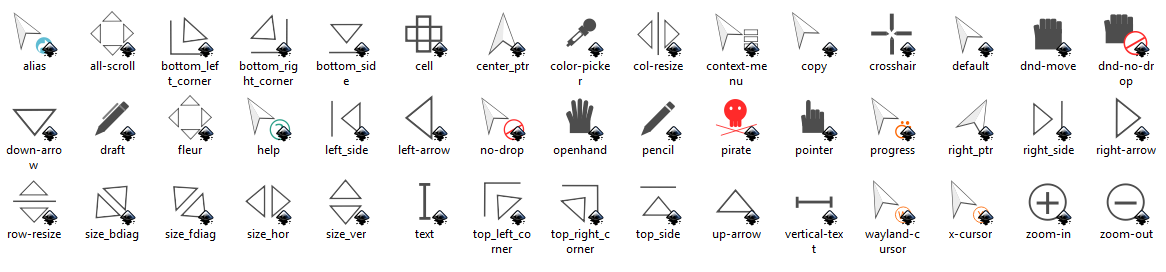 alias
all-scroll
bottom_lef
t_corner
bottom_rig
ht_corner
bottom_sid
e
cell
center_ptr
color-picke
r
col-resize
context-me
nu
copy
crosshair
default
dnd-move
dnd-no-dr
op
down-arro
w
draft
fleur
help
left_side
left-arrow
no-drop
openhand
pencil
pirate
pointer
progress
right_ptr
right_side
right-arrow
row-resize
size_bdiag
size_fdiag
size_hor
size_ver
text
top_left_co
rner
top_right_c
orner
top_side
up-arrow
vertical-tex
t
wayland-c
ursor
x-cursor
zoom-in
zoom-out